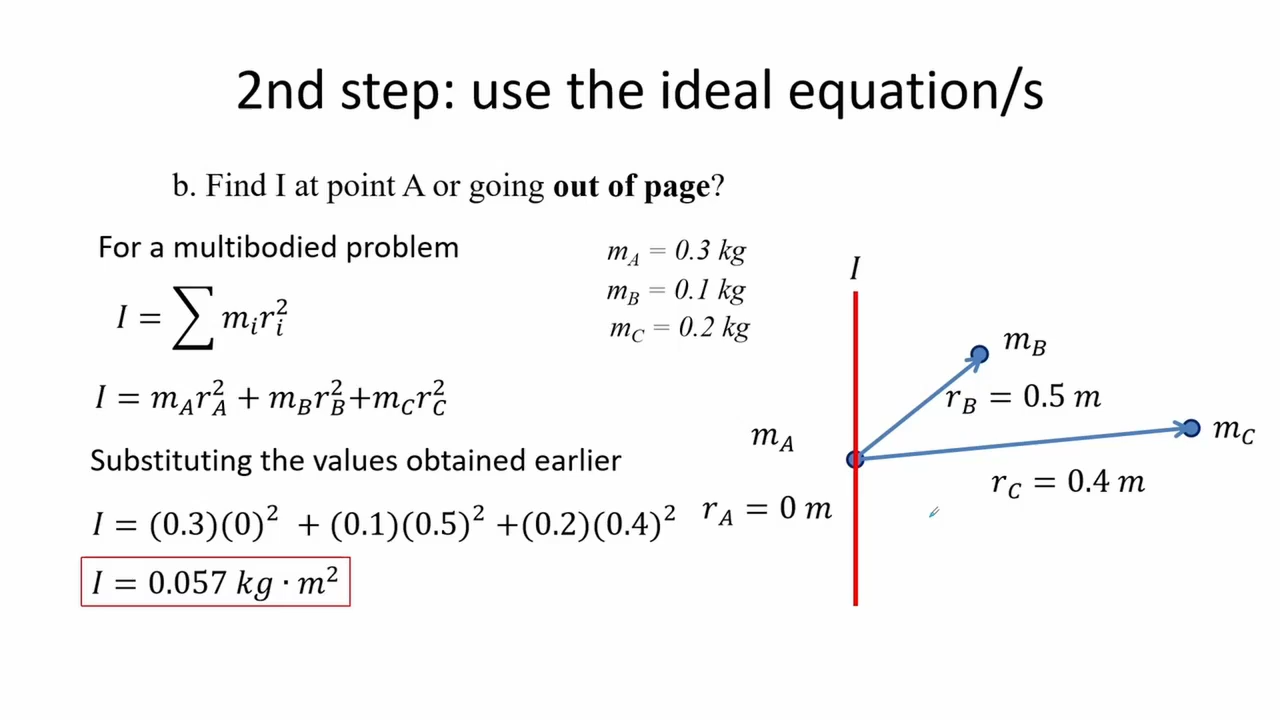 2nd step: use the ideal equation/s
b. Find I at point A or going out of page?
For a multibodied problem
I = ∑ mᵢrᵢ²
I = m_A r_A² + m_B r_B² +m_C r_C²
Substituting the values obtained earlier
I = (0.3)(0)² + (0.1)(0.5)² +(0.2)(0.4)²
I = 0.057 kg · m²
m_A = 0.3 kg
m_B = 0.1 kg
m_C = 0.2 kg
I
m_B
r_B = 0.5 m
m_A
m_C
r_C = 0.4 m
r_A = 0 m